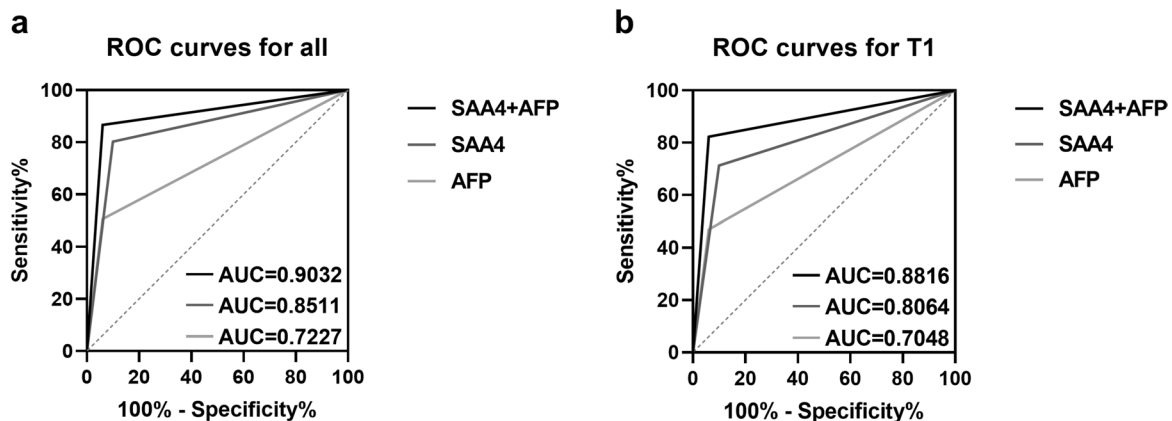 a
ROC curves for all
Sensitivity%
100
80
60
40
20
0
0 20 40 60 80 100
100% - Specificity%
AUC=0.9032
AUC=0.8511
AUC=0.7227
SAA4+AFP
SAA4
AFP
b
ROC curves for T1
Sensitivity%
100
80
60
40
20
0
0 20 40 60 80 100
100% - Specificity%
AUC=0.8816
AUC=0.8064
AUC=0.7048
SAA4+AFP
SAA4
AFP